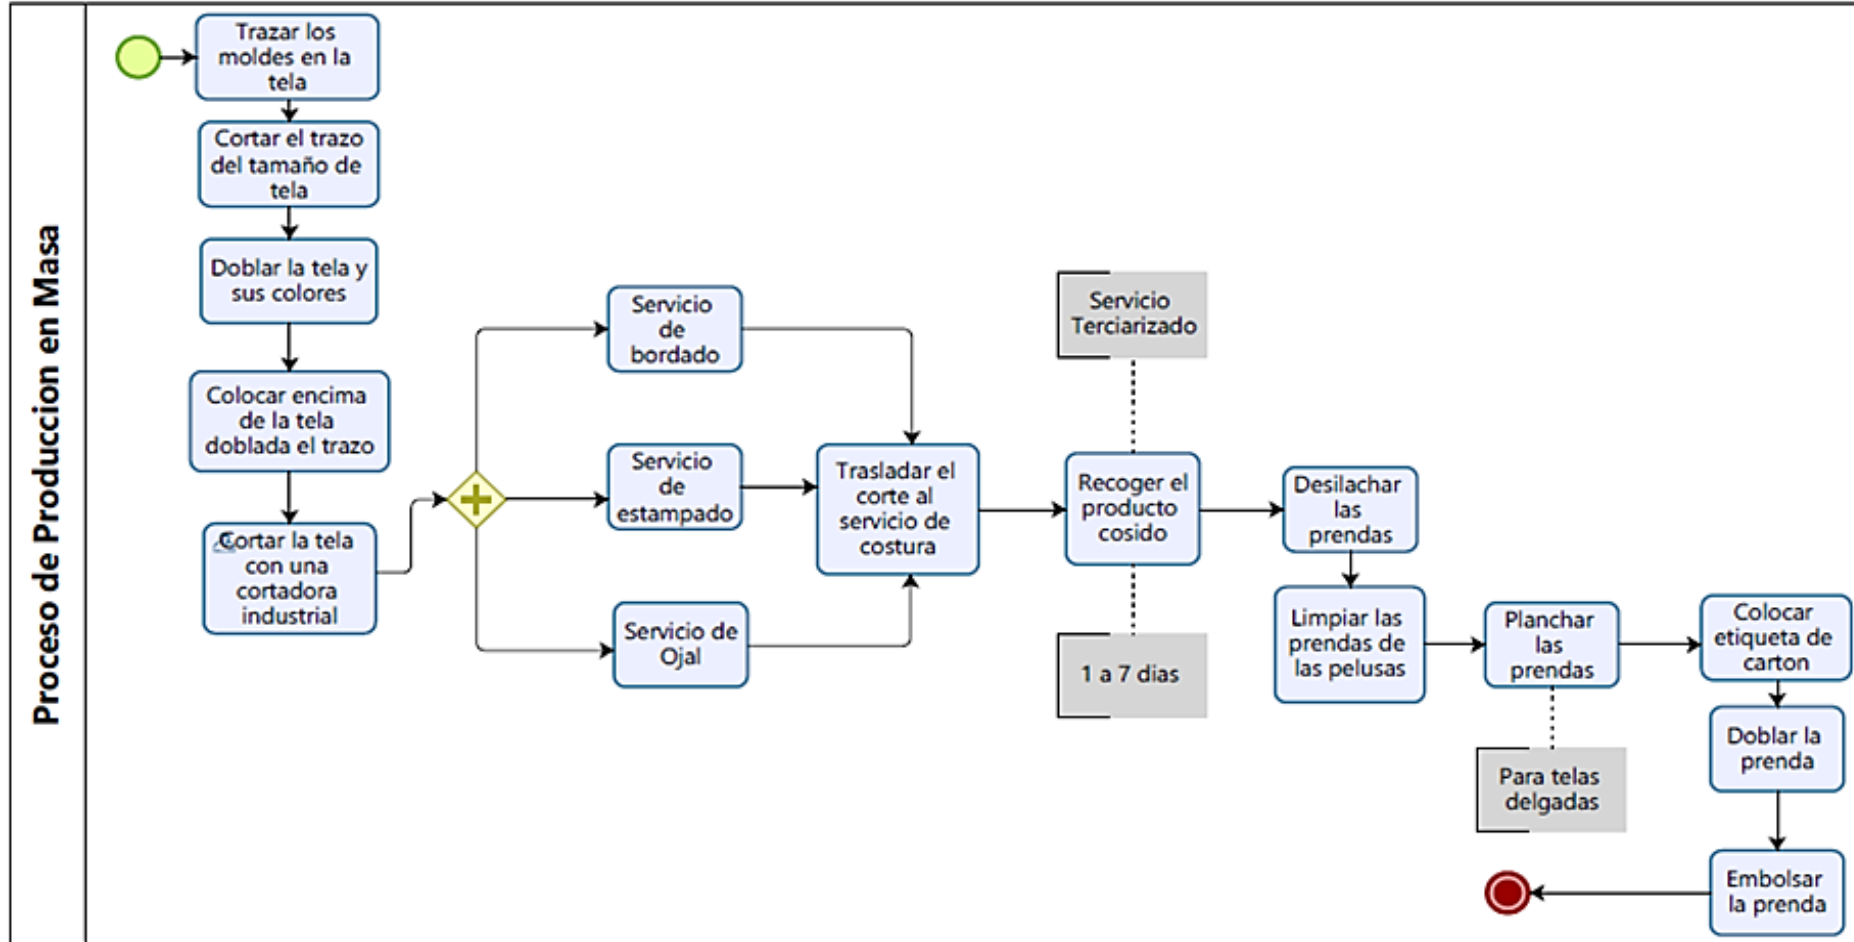 Proceso de Produccion en Masa
Trazar los
moldes en la
tela
Cortar el trazo
del tamaño de
tela
Doblar la tela y
sus colores
Colocar encima
de la tela
doblada el trazo
Cortar la tela
con una
cortadora
industrial
Servicio
de
bordado
Servicio
de
estampado
Servicio de
Ojal
Trasladar el
corte al
servicio de
costura
Servicio
Terciarizado
Recoger el
producto
cosido
1 a 7 dias
Desilachar
las
prendas
Limpiar las
prendas de
las pelusas
Planchar
las
prendas
Para telas
delgadas
Colocar
etiqueta de
carton
Doblar la
prenda
Embolsar
la prenda